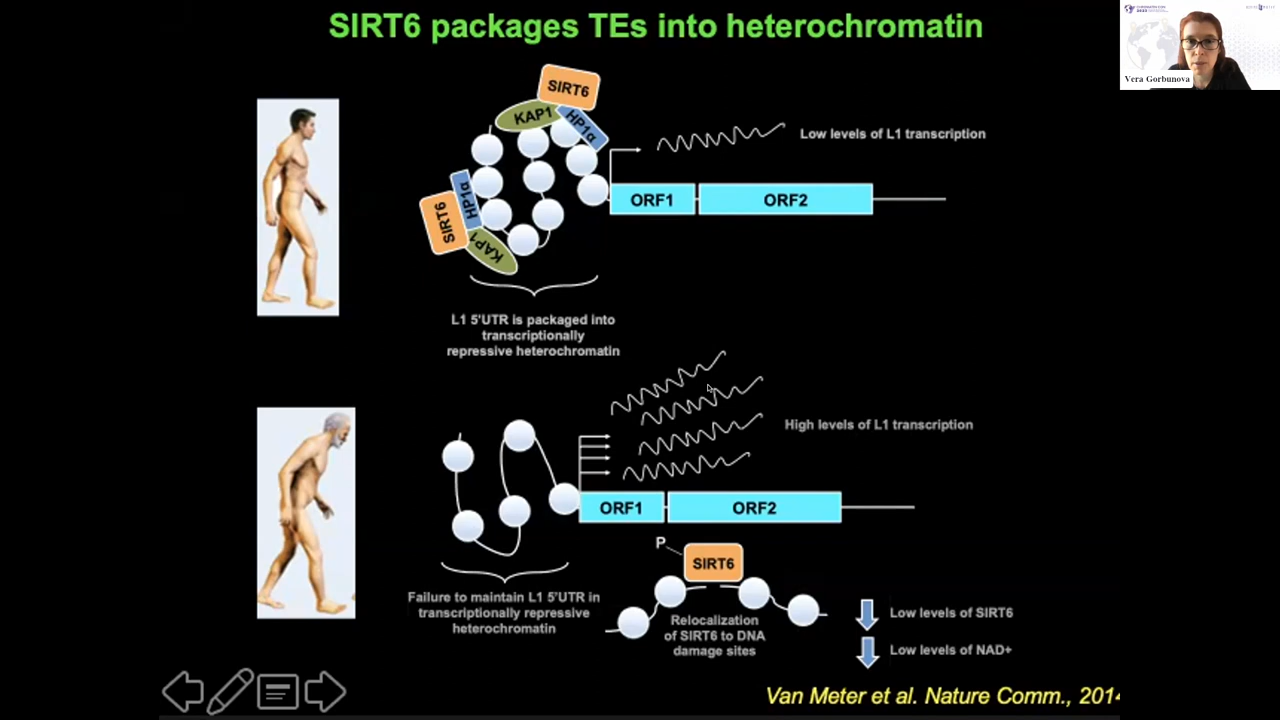 SIRT6 packages TEs into heterochromatin
Vera Gorbunova
SIRT6
KAP1
HP1α
Low levels of L1 transcription
HP1α
SIRT6
KAP1
ORF1
ORF2
L1 5'UTR is packaged into
transcriptionally
repressive heterochromatin
High levels of L1 transcription
ORF1
ORF2
P
SIRT6
Failure to maintain L1 5'UTR in
transcriptionally repressive
heterochromatin
Relocalization
of SIRT6 to DNA
damage sites
Low levels of SIRT6
Low levels of NAD+
Van Meter et al. Nature Comm., 2014